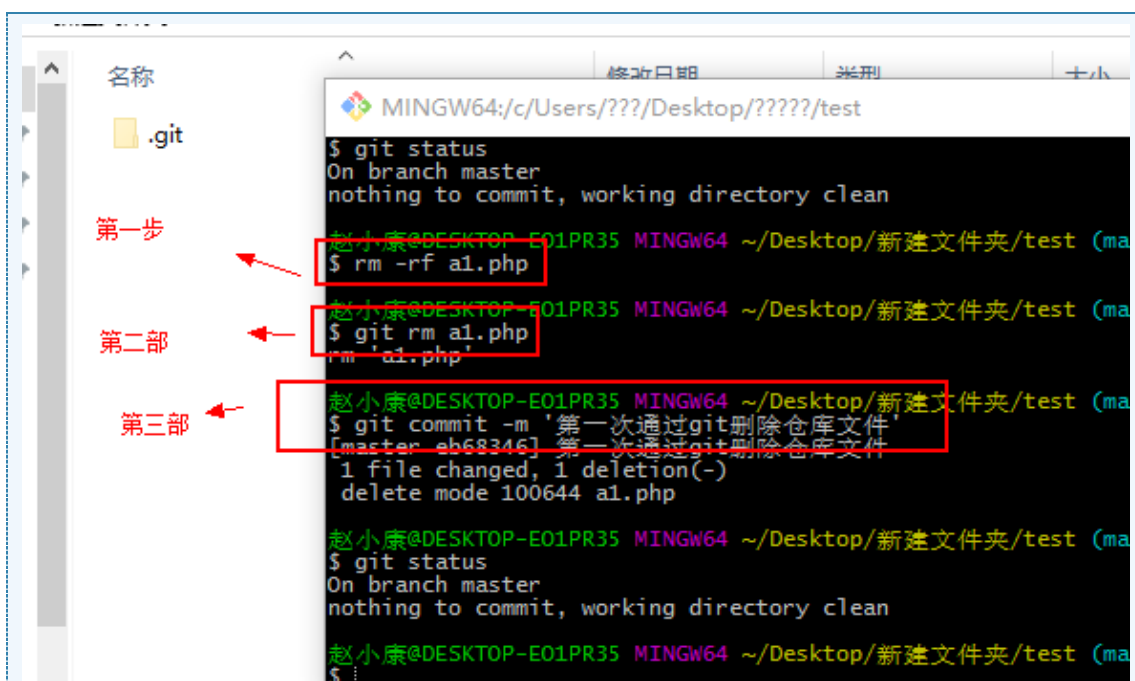 名称
修改日期
类型
大小
.git
MINGW64:/c/Users/???/Desktop/?????/test
$ git status
On branch master
nothing to commit, working directory clean
第一步
赵小康@DESKTOP-EO1PR35 MINGW64 ~/Desktop/新建文件夹/test (ma
$ rm -rf a1.php
赵小康@DESKTOP-EO1PR35 MINGW64 ~/Desktop/新建文件夹/test (ma
第二部
$ git rm a1.php
rm 'a1.php'
赵小康@DESKTOP-EO1PR35 MINGW64 ~/Desktop/新建文件夹/test (ma
第三部
$ git commit -m '第一次通过git删除仓库文件'
[master eb68346] 第一次通过git删除仓库文件
1 file changed, 1 deletion(-)
delete mode 100644 a1.php
赵小康@DESKTOP-EO1PR35 MINGW64 ~/Desktop/新建文件夹/test (ma
$ git status
On branch master
nothing to commit, working directory clean
赵小康@DESKTOP-EO1PR35 MINGW64 ~/Desktop/新建文件夹/test (ma
$